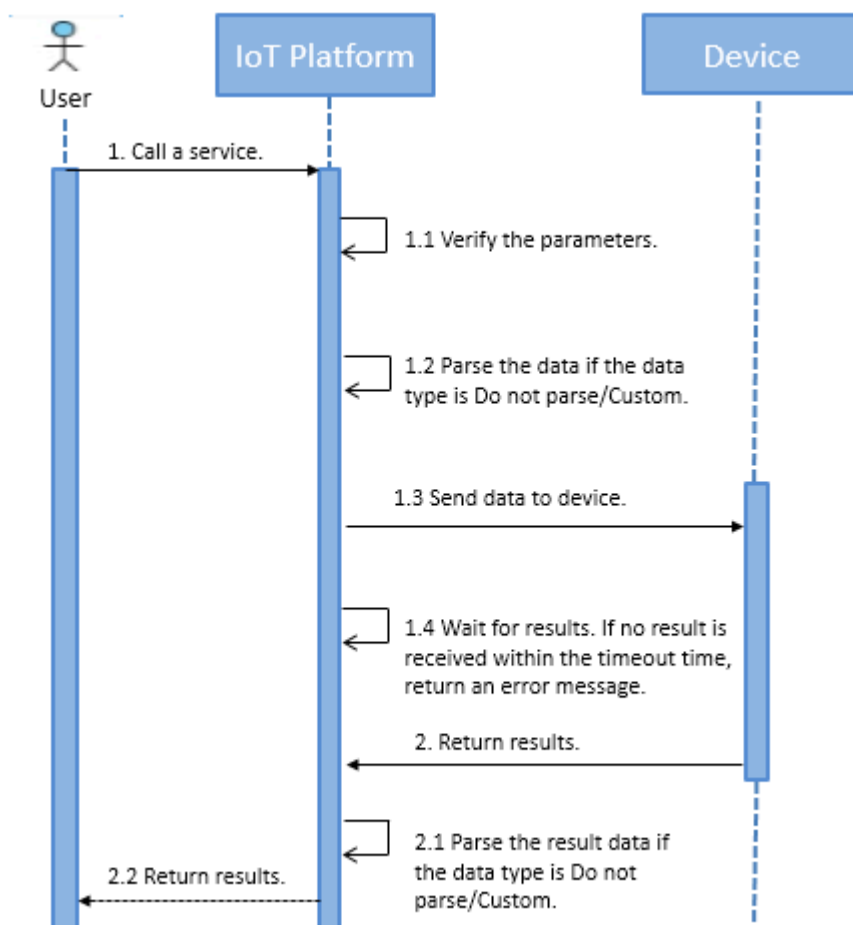 User
IoT Platform
Device
1. Call a service.
1.1 Verify the parameters.
1.2 Parse the data if the data
type is Do not parse/Custom.
1.3 Send data to device.
1.4 Wait for results. If no result is
received within the timeout time,
return an error message.
2. Return results.
2.1 Parse the result data if
the data type is Do not
parse/Custom.
2.2 Return results.